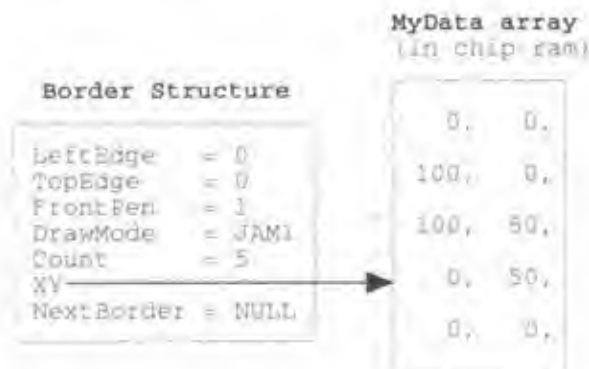 MyData array
(in chip ram)
Border Structure
LeftEdge = 0
TopEdge = 0
FrontPen = 1
DrawMode = JAM1
Count = 5
XY
NextBorder = NULL
0, 0,
100, 0,
100, 50,
0, 50,
0, 0,